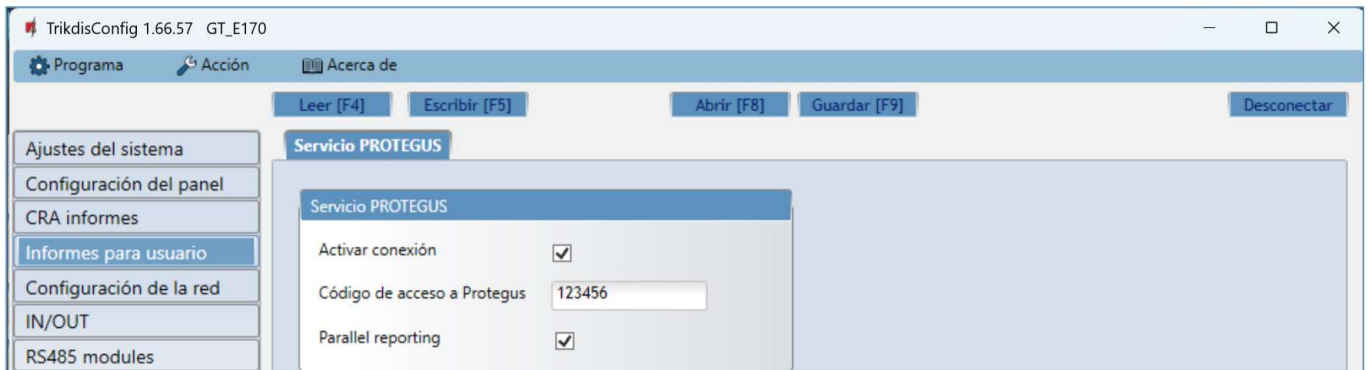 TrikdisConfig 1.66.57 GT_E170
Programa Acción Acerca de
Leer [F4] Escribir [F5] Abrir [F8] Guardar [F9] Desconectar
Ajustes del sistema
Configuración del panel
CRA informes
Informes para usuario
Configuración de la red
IN/OUT
RS485 modules
Servicio PROTEGUS
Servicio PROTEGUS
Activar conexión
Código de acceso a Protegus 123456
Parallel reporting